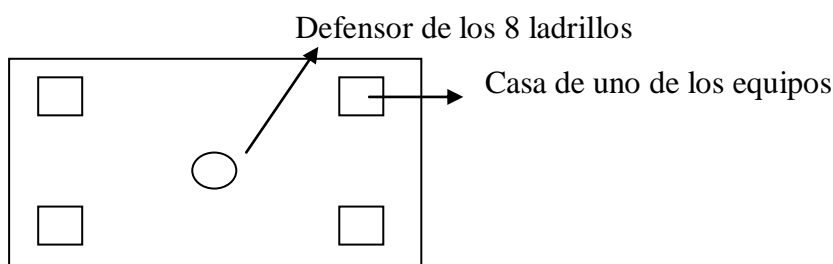 Defensor de los 8 ladrillos
Casa de uno de los equipos